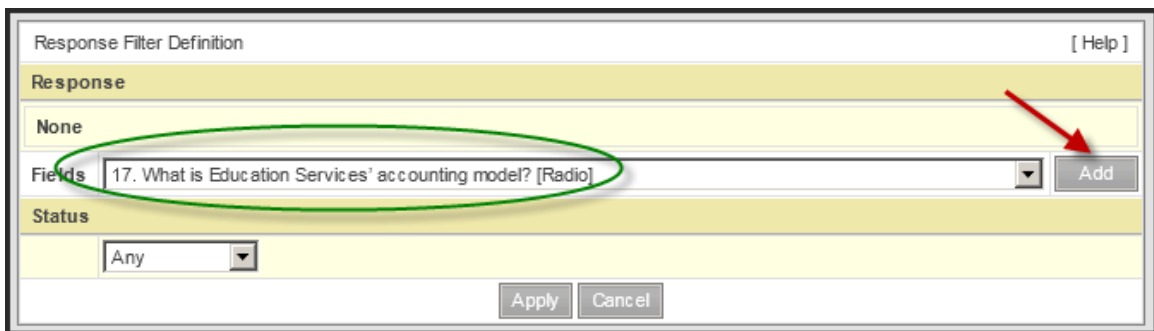 Response Filter Definition [ Help ]
Response
None
Fields 17. What is Education Services’ accounting model? [Radio] Add
Status
Any
Apply Cancel